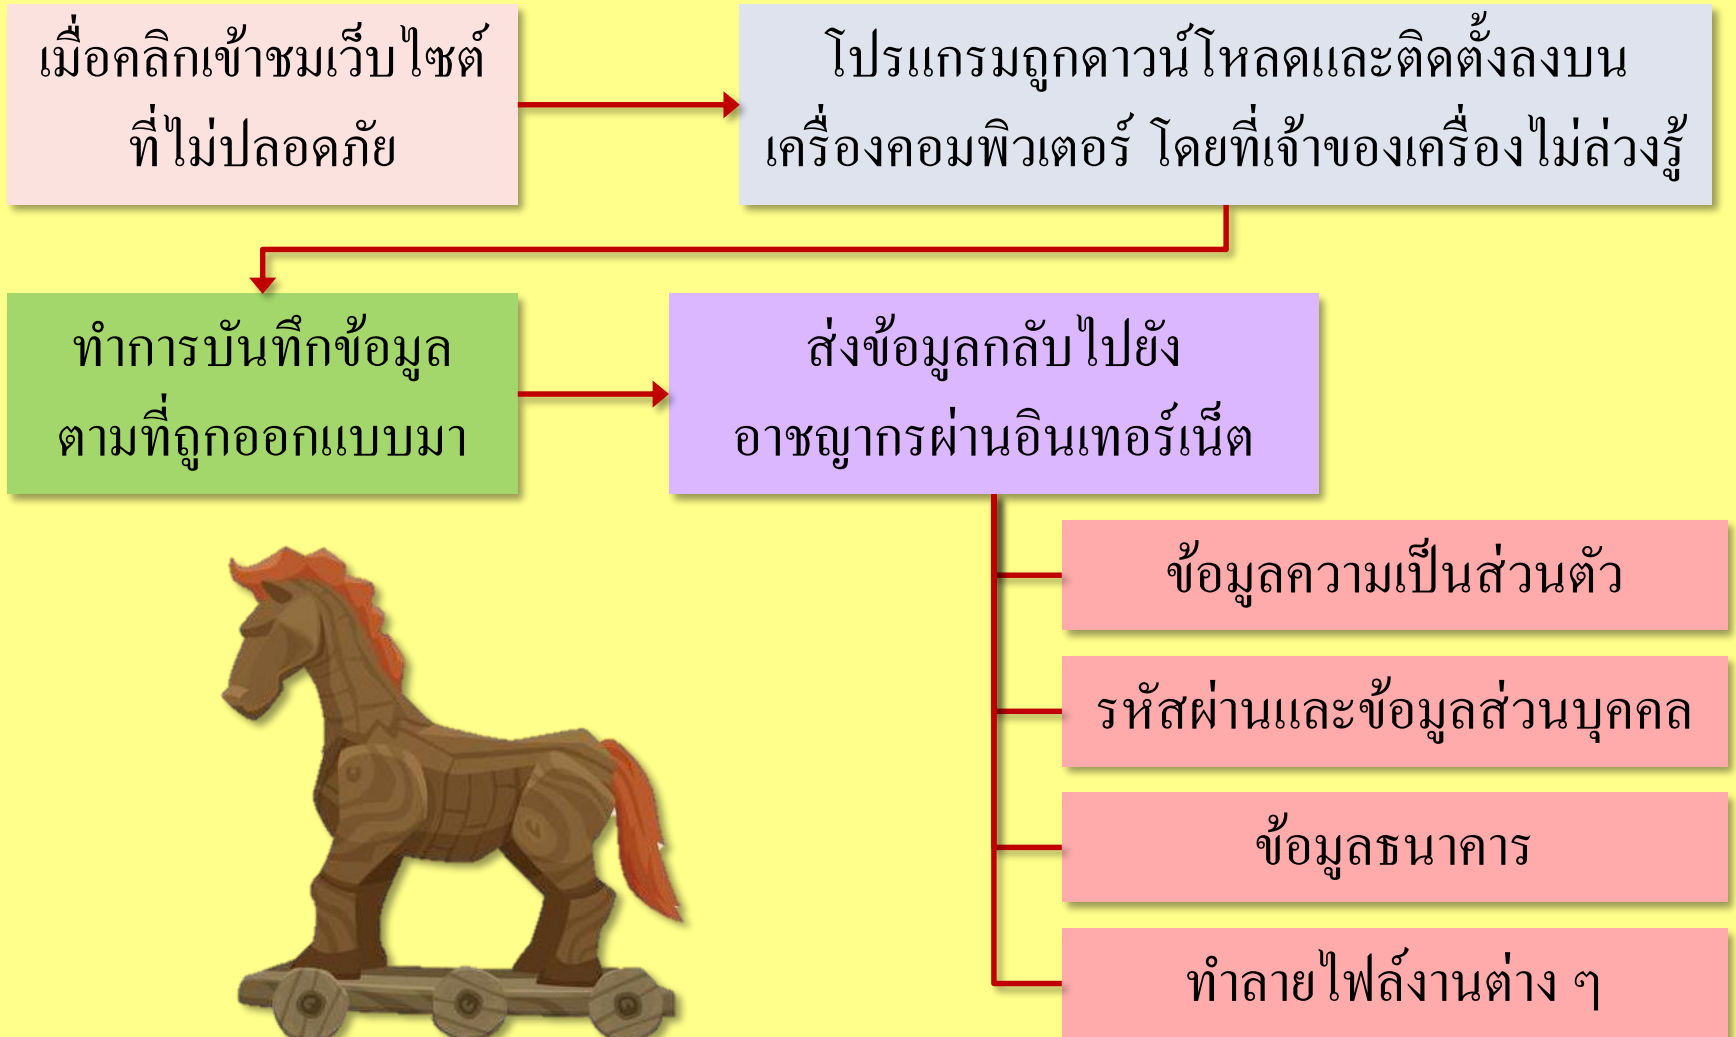 เมื่อคลิกเข้าชมเว็บไซต์
ที่ไม่ปลอดภัย
โปรแกรมถูกดาวน์โหลดและติดตั้งลงบน
เครื่องคอมพิวเตอร์ โดยที่เจ้าของเครื่องไม่ล่วงรู้
ทำการบันทึกข้อมูล
ตามที่ถูกออกแบบมา
ส่งข้อมูลกลับไปยัง
อาชญากรผ่านอินเทอร์เน็ต
ข้อมูลความเป็นส่วนตัว
รหัสผ่านและข้อมูลส่วนบุคคล
ข้อมูลธนาคาร
ทำลายไฟล์งานต่าง ๆ